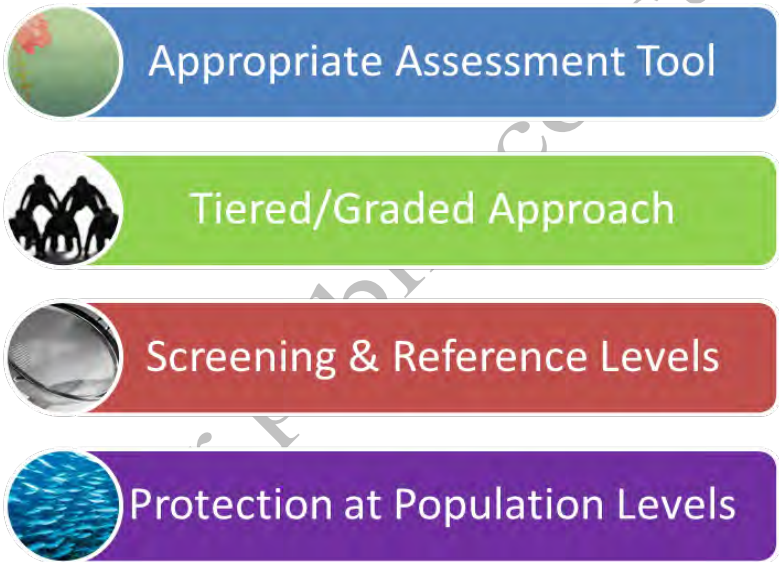 Appropriate Assessment Tool
Tiered/Graded Approach
Screening & Reference Levels
Protection at Population Levels